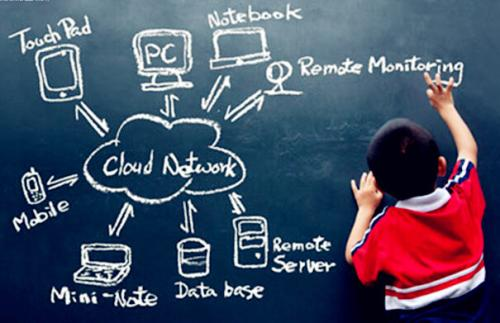 Notebook
Touch Pad
PC
Remote Monitoring
Cloud Network
Mobile
Mini-Note
Data base
Remote
Server